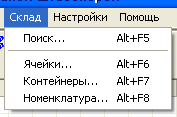 Склад Настройки Помощь
Поиск... Alt+F5
Ячейки... Alt+F6
Контейнеры... Alt+F7
Номенклатура... Alt+F8